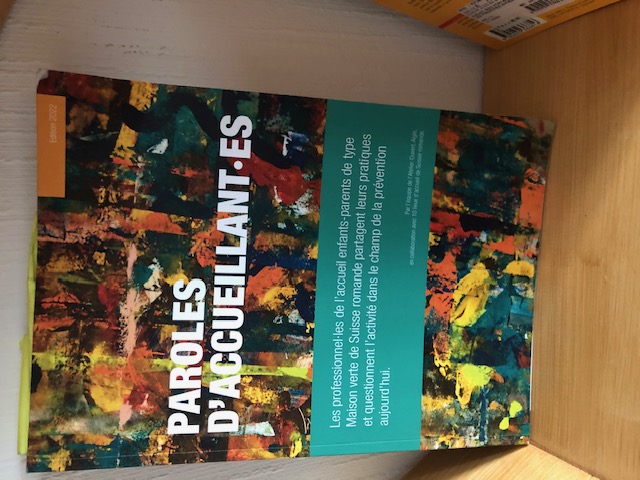 Edition 2022
PAROLES
D'ACCUEILLANT·ES
Les professionnel·les de l'accueil enfants-parents de type
Maison verte de Suisse romande partagent leurs pratiques
et questionnent l'activité dans le champ de la prévention
aujourd'hui.
Par l'équipe de l'Atelier Ouvert, Aigle,
en collaboration avec 10 lieux d'accueil de Suisse romande.